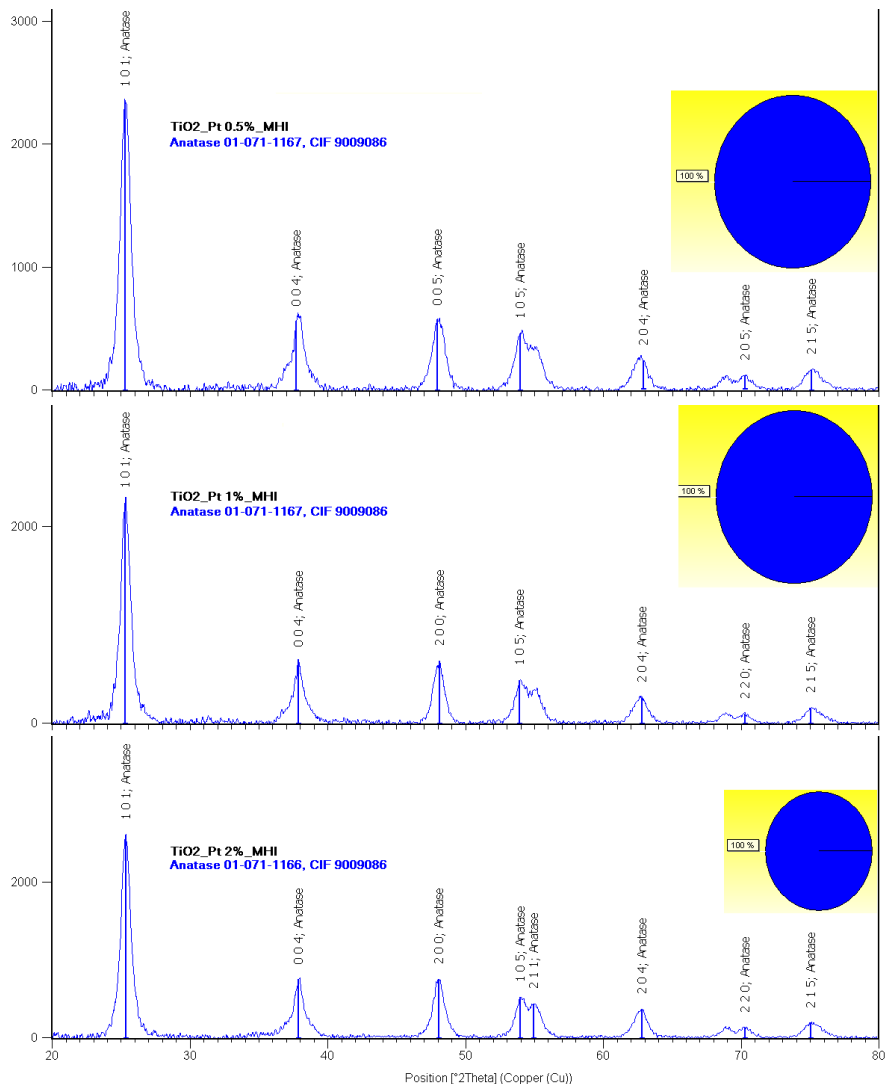 3000
2000
1000
0
1 0 1; Anatase
TiO2_Pt 0.5%_MHI
Anatase 01-071-1167, CIF 9009086
0 0 4; Anatase
0 0 5; Anatase
1 0 5; Anatase
2 0 4; Anatase
2 0 5; Anatase
2 1 5; Anatase
100 %
2000
0
1 0 1; Anatase
TiO2_Pt 1%_MHI
Anatase 01-071-1167, CIF 9009086
0 0 4; Anatase
2 0 0; Anatase
1 0 5; Anatase
2 0 4; Anatase
2 2 0; Anatase
2 1 5; Anatase
100 %
2000
0
1 0 1; Anatase
TiO2_Pt 2%_MHI
Anatase 01-071-1166, CIF 9009086
0 0 4; Anatase
2 0 0; Anatase
1 0 5; Anatase
2 1 1; Anatase
2 0 4; Anatase
2 2 0; Anatase
2 1 5; Anatase
100 %
20 30 40 50 60 70 80
Position [°2Theta] (Copper (Cu))